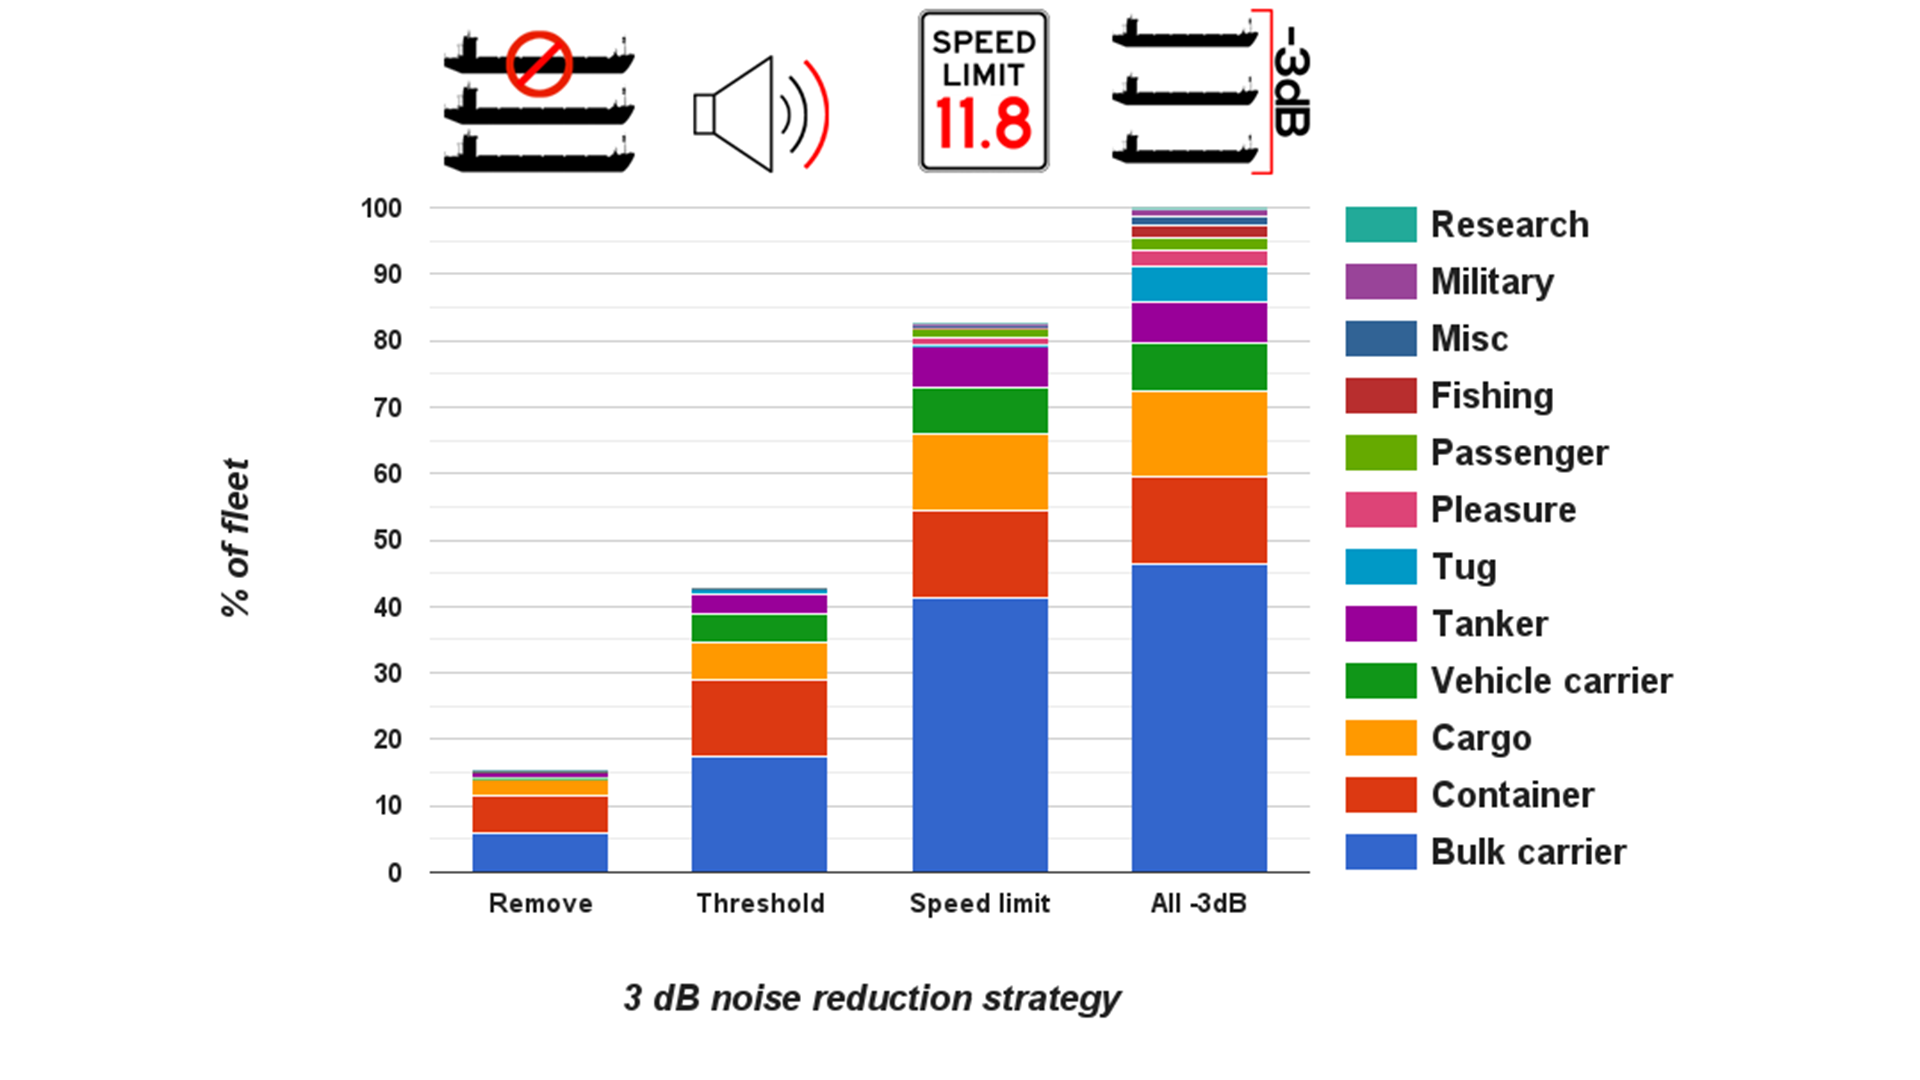 SPEED
LIMIT
11.8
-3dB
100
90
80
70
60
50
40
30
20
10
0
% of fleet
Remove
Threshold
Speed limit
All -3dB
3 dB noise reduction strategy
Research
Military
Misc
Fishing
Passenger
Pleasure
Tug
Tanker
Vehicle carrier
Cargo
Container
Bulk carrier